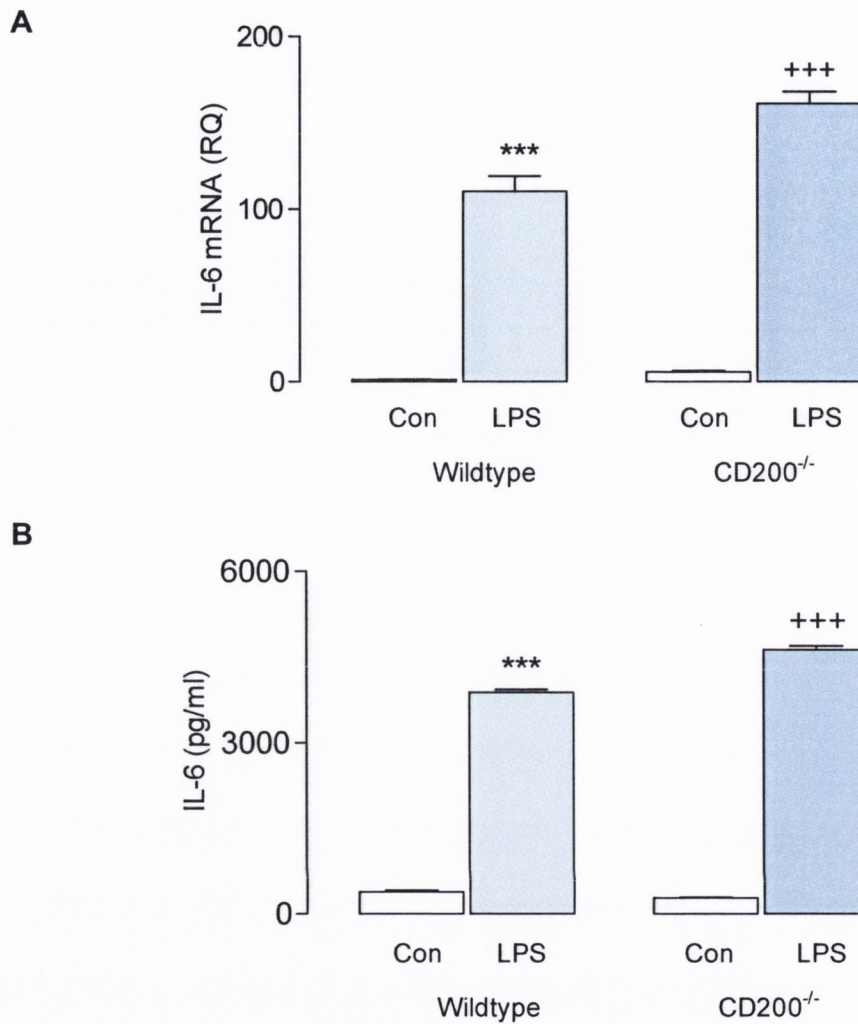 A
200
+++
***
IL-6 mRNA (RQ)
100
0
Con LPS Con LPS
Wildtype CD200-/-
B
6000
+++
***
IL-6 (pg/ml)
3000
0
Con LPS Con LPS
Wildtype CD200-/-